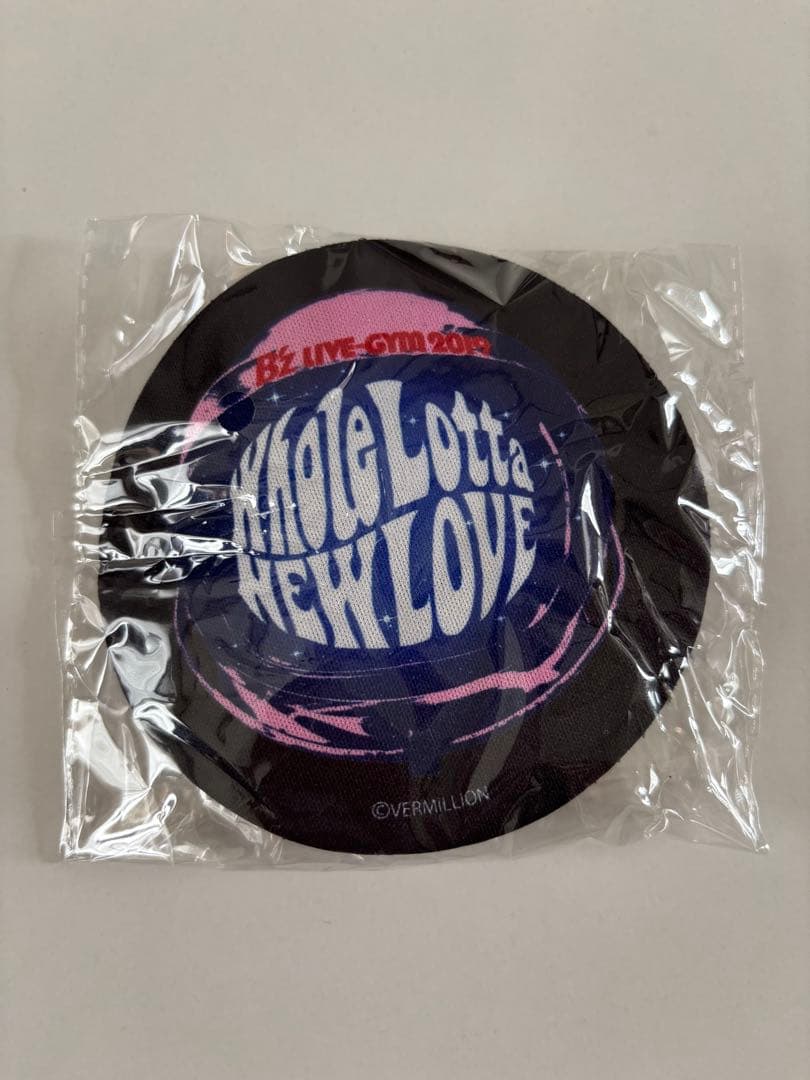 B'z LIVE-GYM 2019
Whole Lotta
NEW LOVE
©VERMILLION